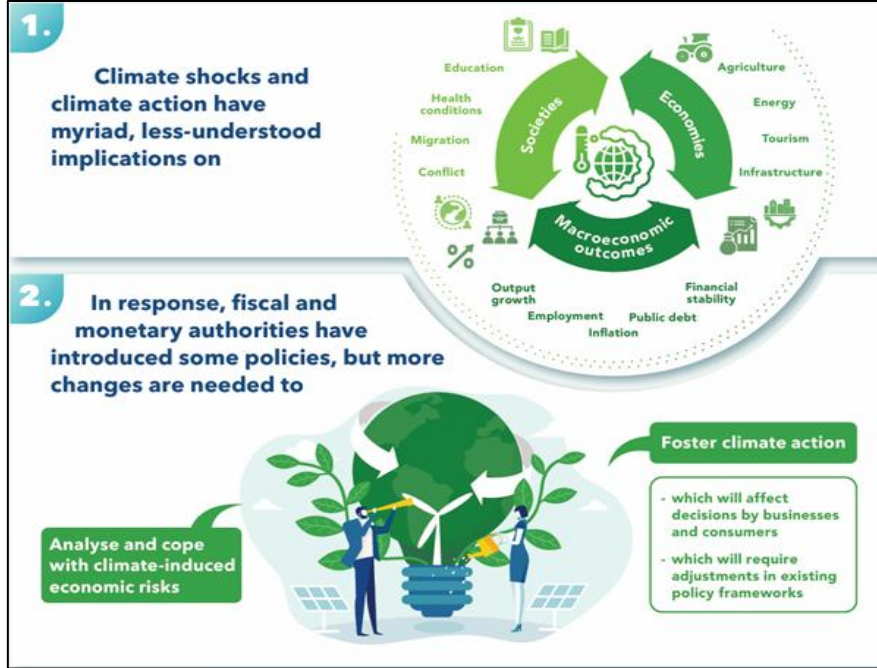 1.
Climate shocks and
climate action have
myriad, less-understood
implications on
Education
Health
conditions
Migration
Conflict
Societies
Economies
Macroeconomic
outcomes
Agriculture
Energy
Tourism
Infrastructure
Output
growth
Employment
Inflation
Public debt
Financial
stability
2.
In response, fiscal and
monetary authorities have
introduced some policies, but more
changes are needed to
Analyse and cope
with climate-induced
economic risks
Foster climate action
- which will affect
decisions by businesses
and consumers
- which will require
adjustments in existing
policy frameworks